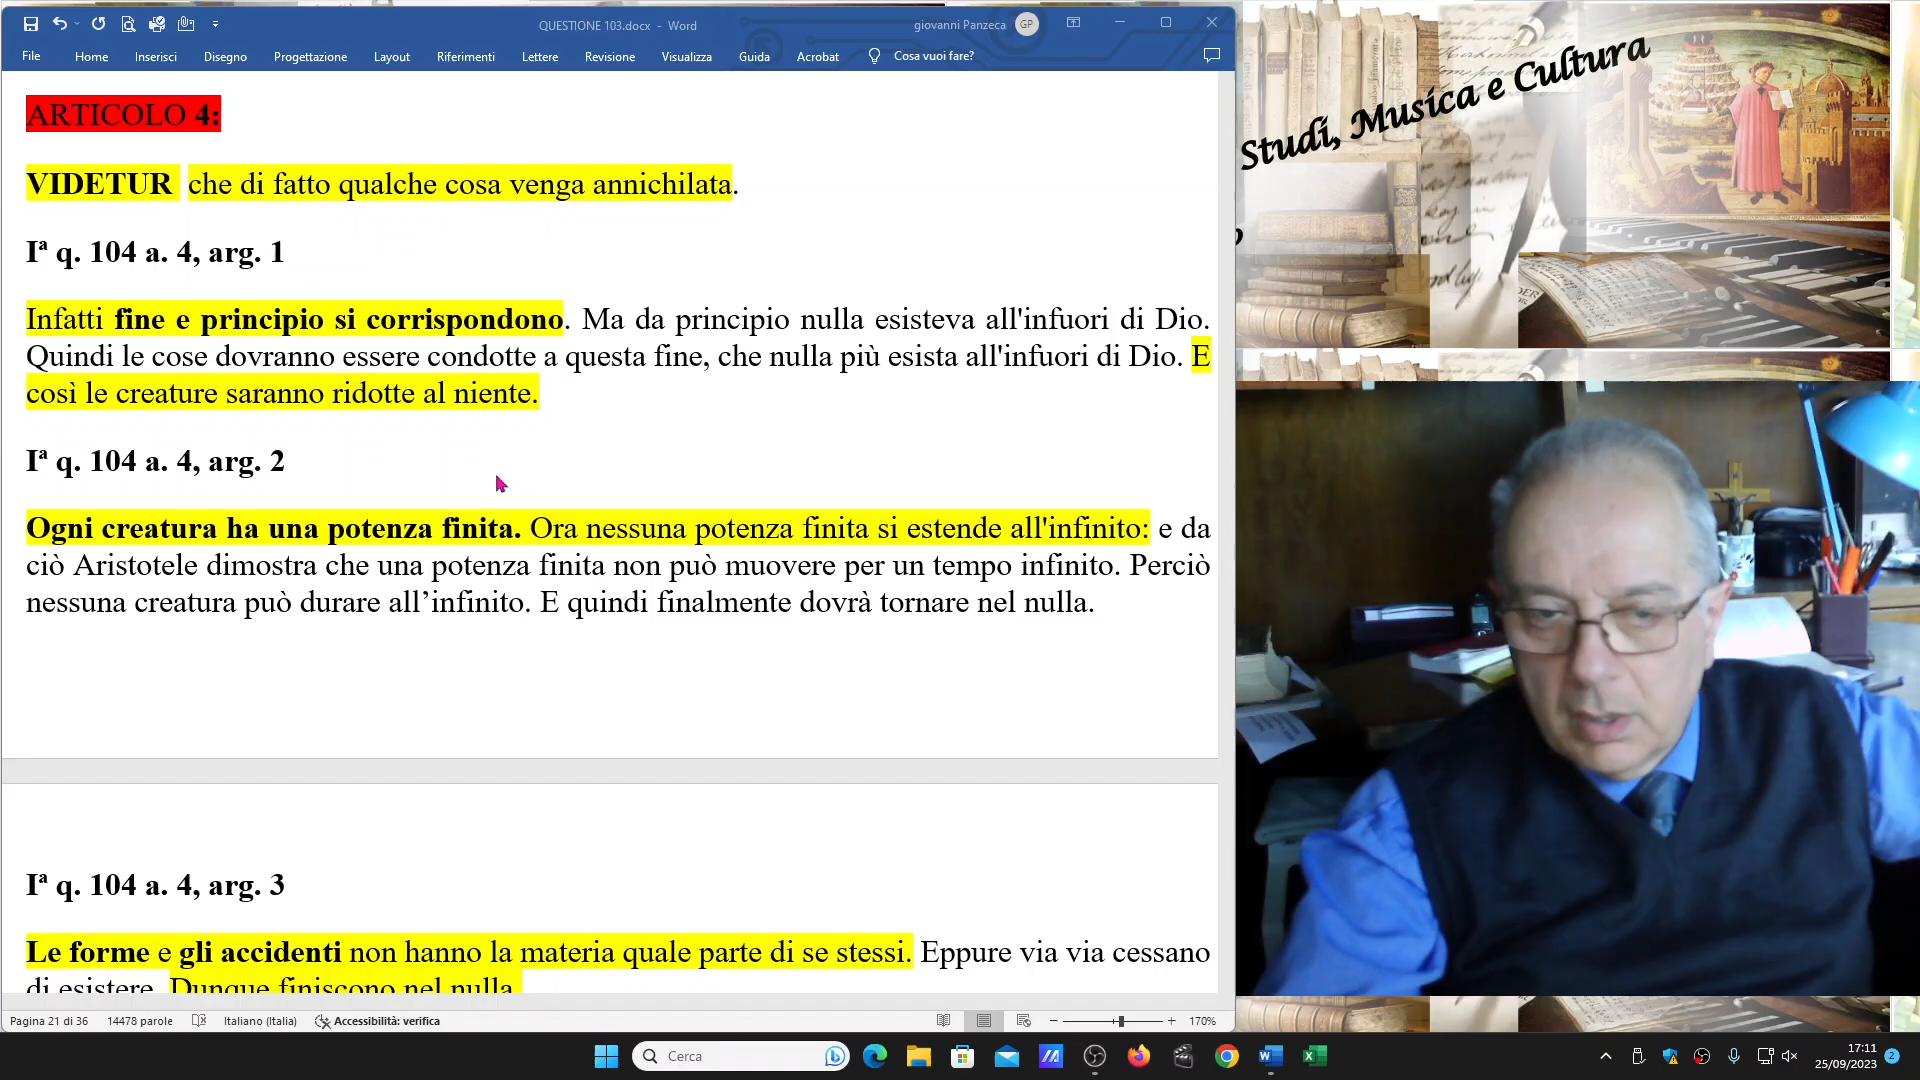 QUESTIONE 103.docx - Word
giovanni Panzeca
GP
File
Home
Inserisci
Disegno
Progettazione
Layout
Riferimenti
Lettere
Revisione
Visualizza
Guida
Acrobat
Cosa vuoi fare?
ARTICOLO 4:
VIDETUR che di fatto qualche cosa venga annichilata.
Iª q. 104 a. 4, arg. 1
Infatti fine e principio si corrispondono. Ma da principio nulla esisteva all'infuori di Dio.
Quindi le cose dovranno essere condotte a questa fine, che nulla più esista all'infuori di Dio. E
così le creature saranno ridotte al niente.
Iª q. 104 a. 4, arg. 2
Ogni creatura ha una potenza finita. Ora nessuna potenza finita si estende all'infinito: e da
ciò Aristotele dimostra che una potenza finita non può muovere per un tempo infinito. Perciò
nessuna creatura può durare all’infinito. E quindi finalmente dovrà tornare nel nulla.
Iª q. 104 a. 4, arg. 3
Le forme e gli accidenti non hanno la materia quale parte di se stessi. Eppure via via cessano
di esistere. Dunque finiscono nel nulla.
Pagina 21 di 36
14478 parole
Italiano (Italia)
Accessibilità: verifica
170%
Studi, Musica e Cultura
Cerca
17:11
25/09/2023
2